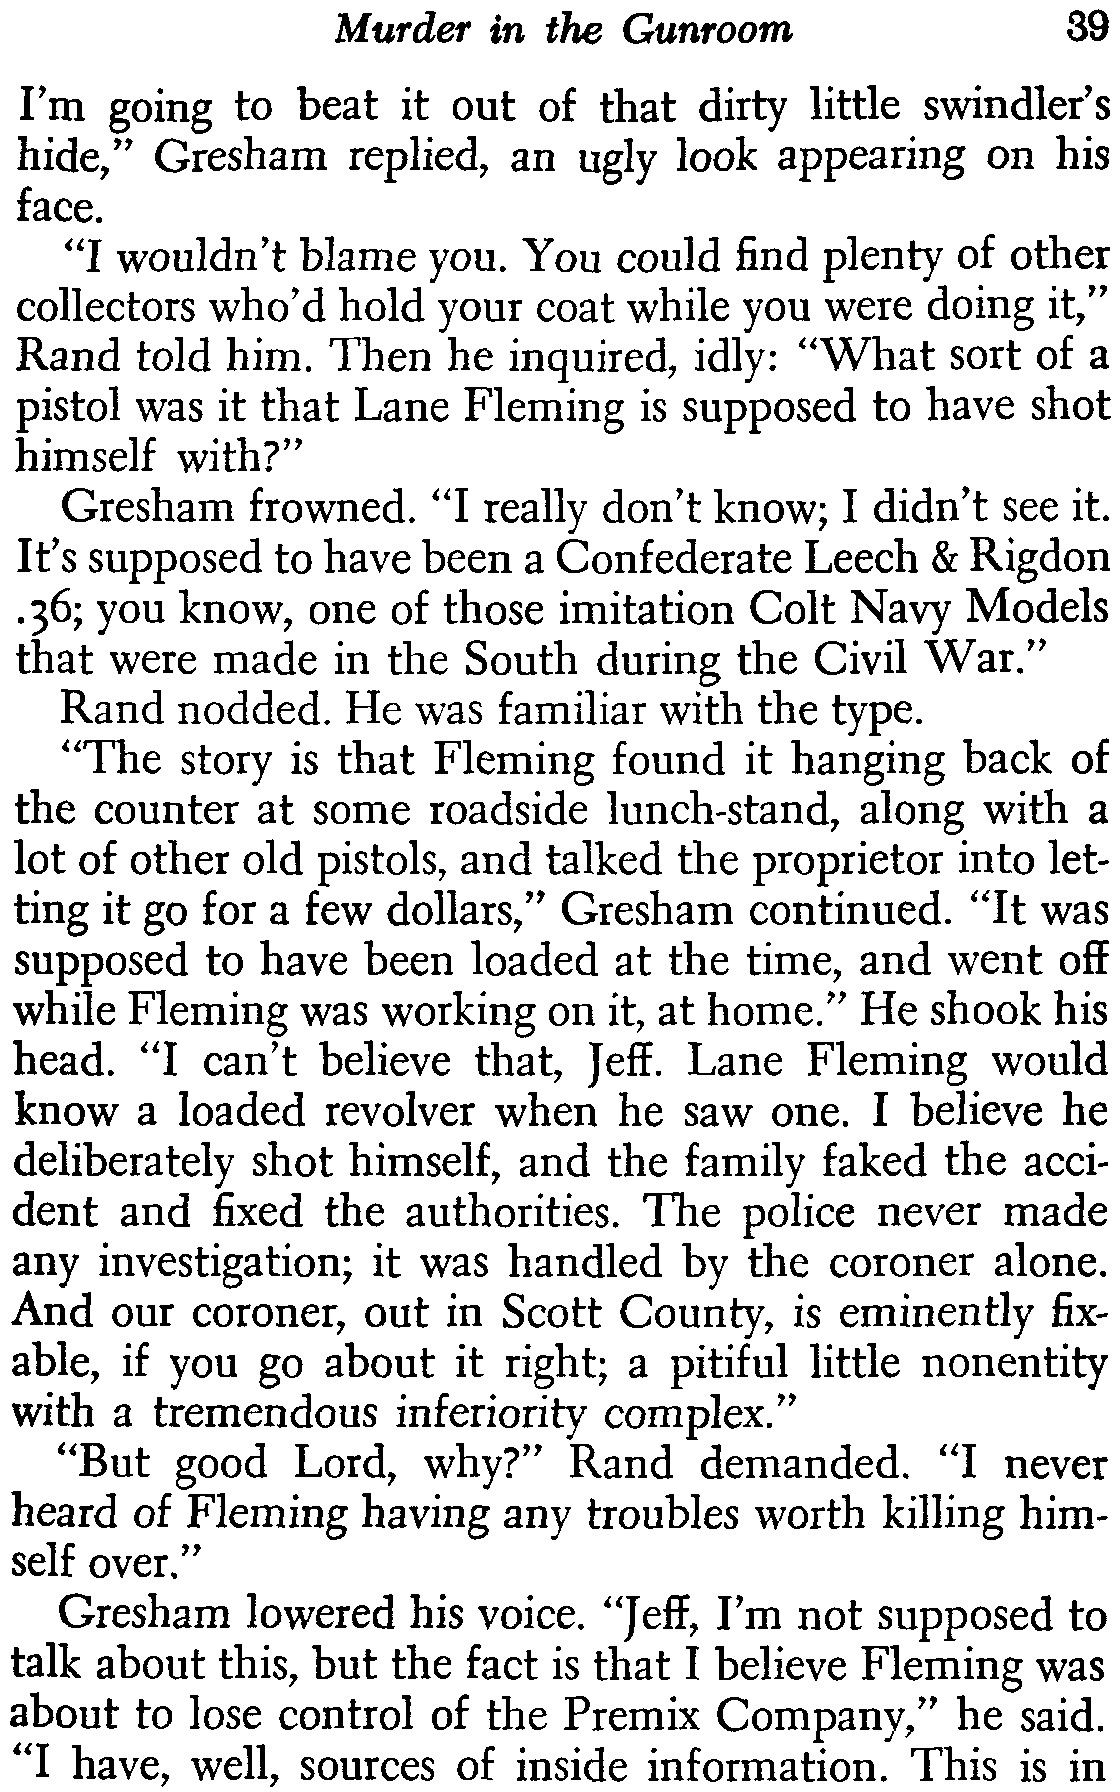 Murder in the Gunroom 39
I'm going to beat it out of that dirty little swindler's
hide," Gresham replied, an ugly look appearing on his
face.
"I wouldn't blame you. You could find plenty of other
collectors who'd hold your coat while you were doing it,"
Rand told him. Then he inquired, idly: "What sort of a
pistol was it that Lane Fleming is supposed to have shot
himself with?"
Gresham frowned. "I really don't know; I didn't see it.
It's supposed to have been a Confederate Leech & Rigdon
.36; you know, one of those imitation Colt Navy Models
that were made in the South during the Civil War."
Rand nodded. He was familiar with the type.
"The story is that Fleming found it hanging back of
the counter at some roadside lunch-stand, along with a
lot of other old pistols, and talked the proprietor into let-
ting it go for a few dollars," Gresham continued. "It was
supposed to have been loaded at the time, and went off
while Fleming was working on it, at home." He shook his
head. "I can't believe that, Jeff. Lane Fleming would
know a loaded revolver when he saw one. I believe he
deliberately shot himself, and the family faked the acci-
dent and fixed the authorities. The police never made
any investigation; it was handled by the coroner alone.
And our coroner, out in Scott County, is eminently fix-
able, if you go about it right; a pitiful little nonentity
with a tremendous inferiority complex."
"But good Lord, why?" Rand demanded. "I never
heard of Fleming having any troubles worth killing him-
self over."
Gresham lowered his voice. "Jeff, I'm not supposed to
talk about this, but the fact is that I believe Fleming was
about to lose control of the Premix Company," he said.
"I have, well, sources of inside information. This is in